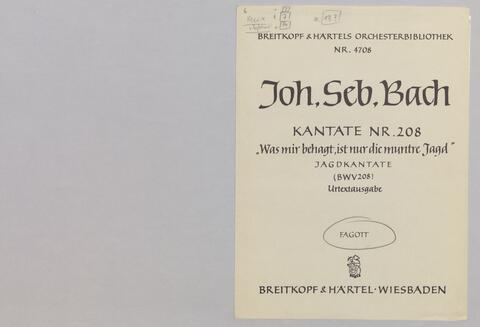 BREITKOPF & HÄRTELS ORCHESTERBIBLIOTHEK
NR. 4708
Joh. Seb. Bach
KANTATE NR. 208
„Was mir behagt, ist nur die muntre Jagd"
JAGDKANTATE
(BWV 208)
Urtextausgabe
FAGOTT
BREITKOPF & HÄRTEL · WIESBADEN